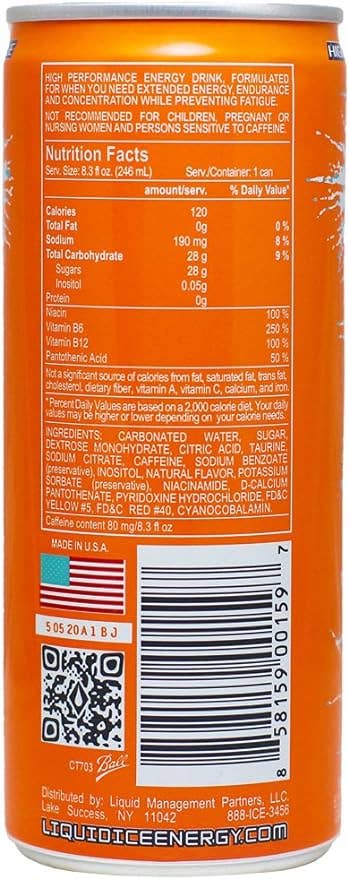 HIGH PERFORMANCE ENERGY DRINK, FORMULATED
FOR WHEN YOU NEED EXTENDED ENERGY, ENDURANCE
AND CONCENTRATION WHILE PREVENTING FATIGUE.
NOT RECOMMENDED FOR CHILDREN, PREGNANT OR
NURSING WOMEN AND PERSONS SENSITIVE TO CAFFEINE.
Nutrition Facts
Serv. Size: 8.3 fl.oz (246 mL) Serv./Container: 1 can
amount/serv. % Daily Value*
Calories 120
Total Fat 0g 0 %
Sodium 190 mg 8 %
Total Carbohydrate 28 g 9 %
Sugars 28 g
Inositol 0.05g
Protein 0g
Niacin 100 %
Vitamin B6 250 %
Vitamin B12 100 %
Pantothenic Acid 50 %
Not a significant source of calories from fat, saturated fat, trans fat,
cholesterol, dietary fiber, vitamin A, vitamin C, calcium, and iron.
* Percent Daily Values are based on a 2,000 calorie diet. Your daily
values may be higher or lower depending on your calorie needs.
INGREDIENTS: CARBONATED WATER, SUGAR,
DEXTROSE MONOHYDRATE, CITRIC ACID, TAURINE,
SODIUM CITRATE, CAFFEINE, SODIUM BENZOATE
(preservative), INOSITOL, NATURAL FLAVOR, POTASSIUM
SORBATE (preservative), NIACINAMIDE, D-CALCIUM
PANTOTHENATE, PYRIDOXINE HYDROCHLORIDE, FD&C
YELLOW #5, FD&C RED #40, CYANOCOBALAMIN.
Caffeine content 80 mg/8.3 fl.oz
MADE IN U.S.A.
5 05 20A 1 B J
8 58159 00159 7
CT703 Ball
Distributed by: Liquid Management Partners, LLC.
Lake Success, NY 11042 888-ICE-3456
LIQUIDICEENERGY.COM